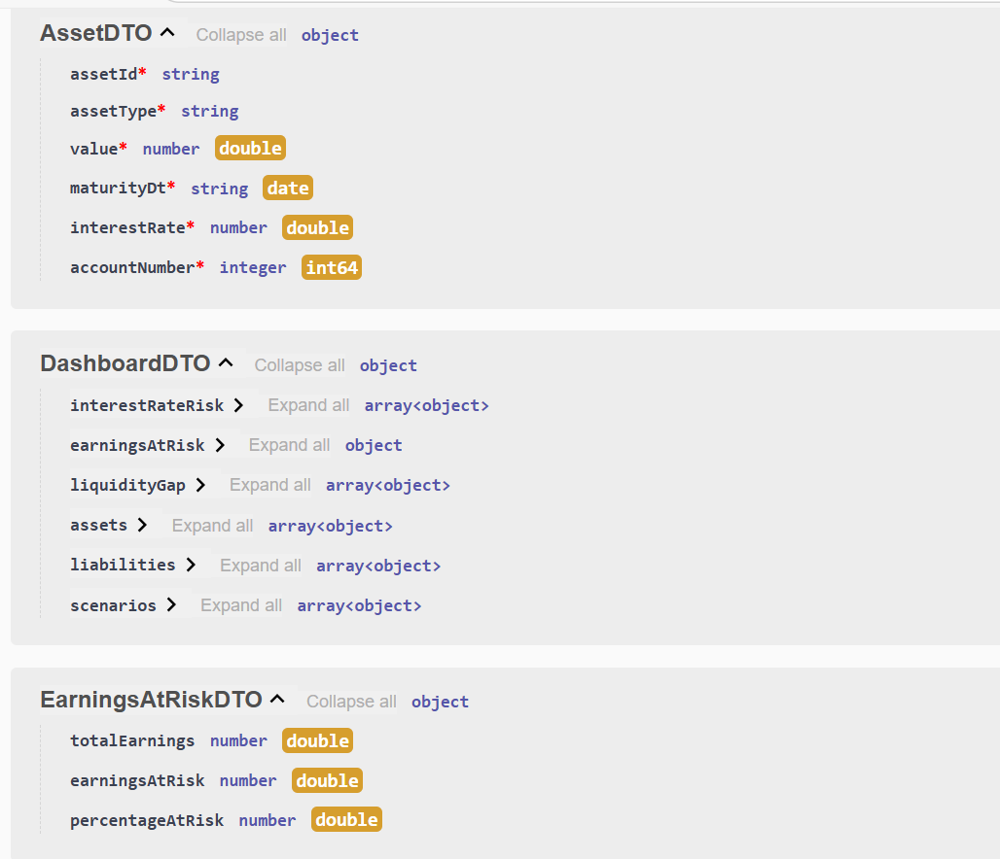 AssetDTO Collapse all object
assetId* string
assetType* string
value* number double
maturityDt* string date
interestRate* number double
accountNumber* integer int64
DashboardDTO Collapse all object
interestRateRisk Expand all array<object>
earningsAtRisk Expand all object
liquidityGap Expand all array<object>
assets Expand all array<object>
liabilities Expand all array<object>
scenarios Expand all array<object>
EarningsAtRiskDTO Collapse all object
totalEarnings number double
earningsAtRisk number double
percentageAtRisk number double